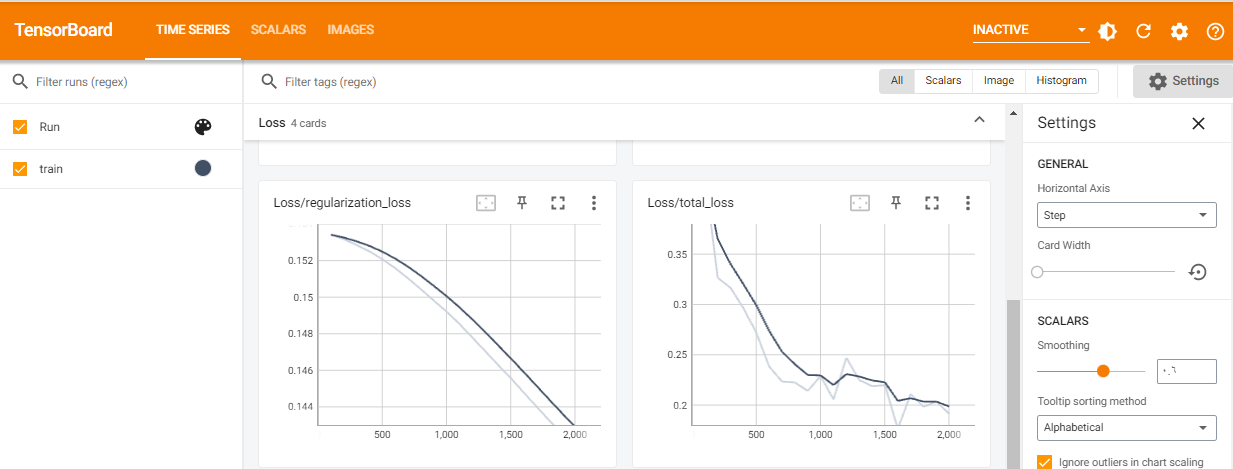 TensorBoard
TIME SERIES
SCALARS
IMAGES
INACTIVE
Filter runs (regex)
Filter tags (regex)
All
Scalars
Image
Histogram
Settings
Run
train
Loss 4 cards
Loss/regularization_loss
0.152
0.15
0.148
0.146
0.144
500
1,000
1,500
2,000
Loss/total_loss
0.35
0.3
0.25
0.2
500
1,000
1,500
2,000
Settings
GENERAL
Horizontal Axis
Step
Card Width
SCALARS
Smoothing
Tooltip sorting method
Alphabetical
Ignore outliers in chart scaling